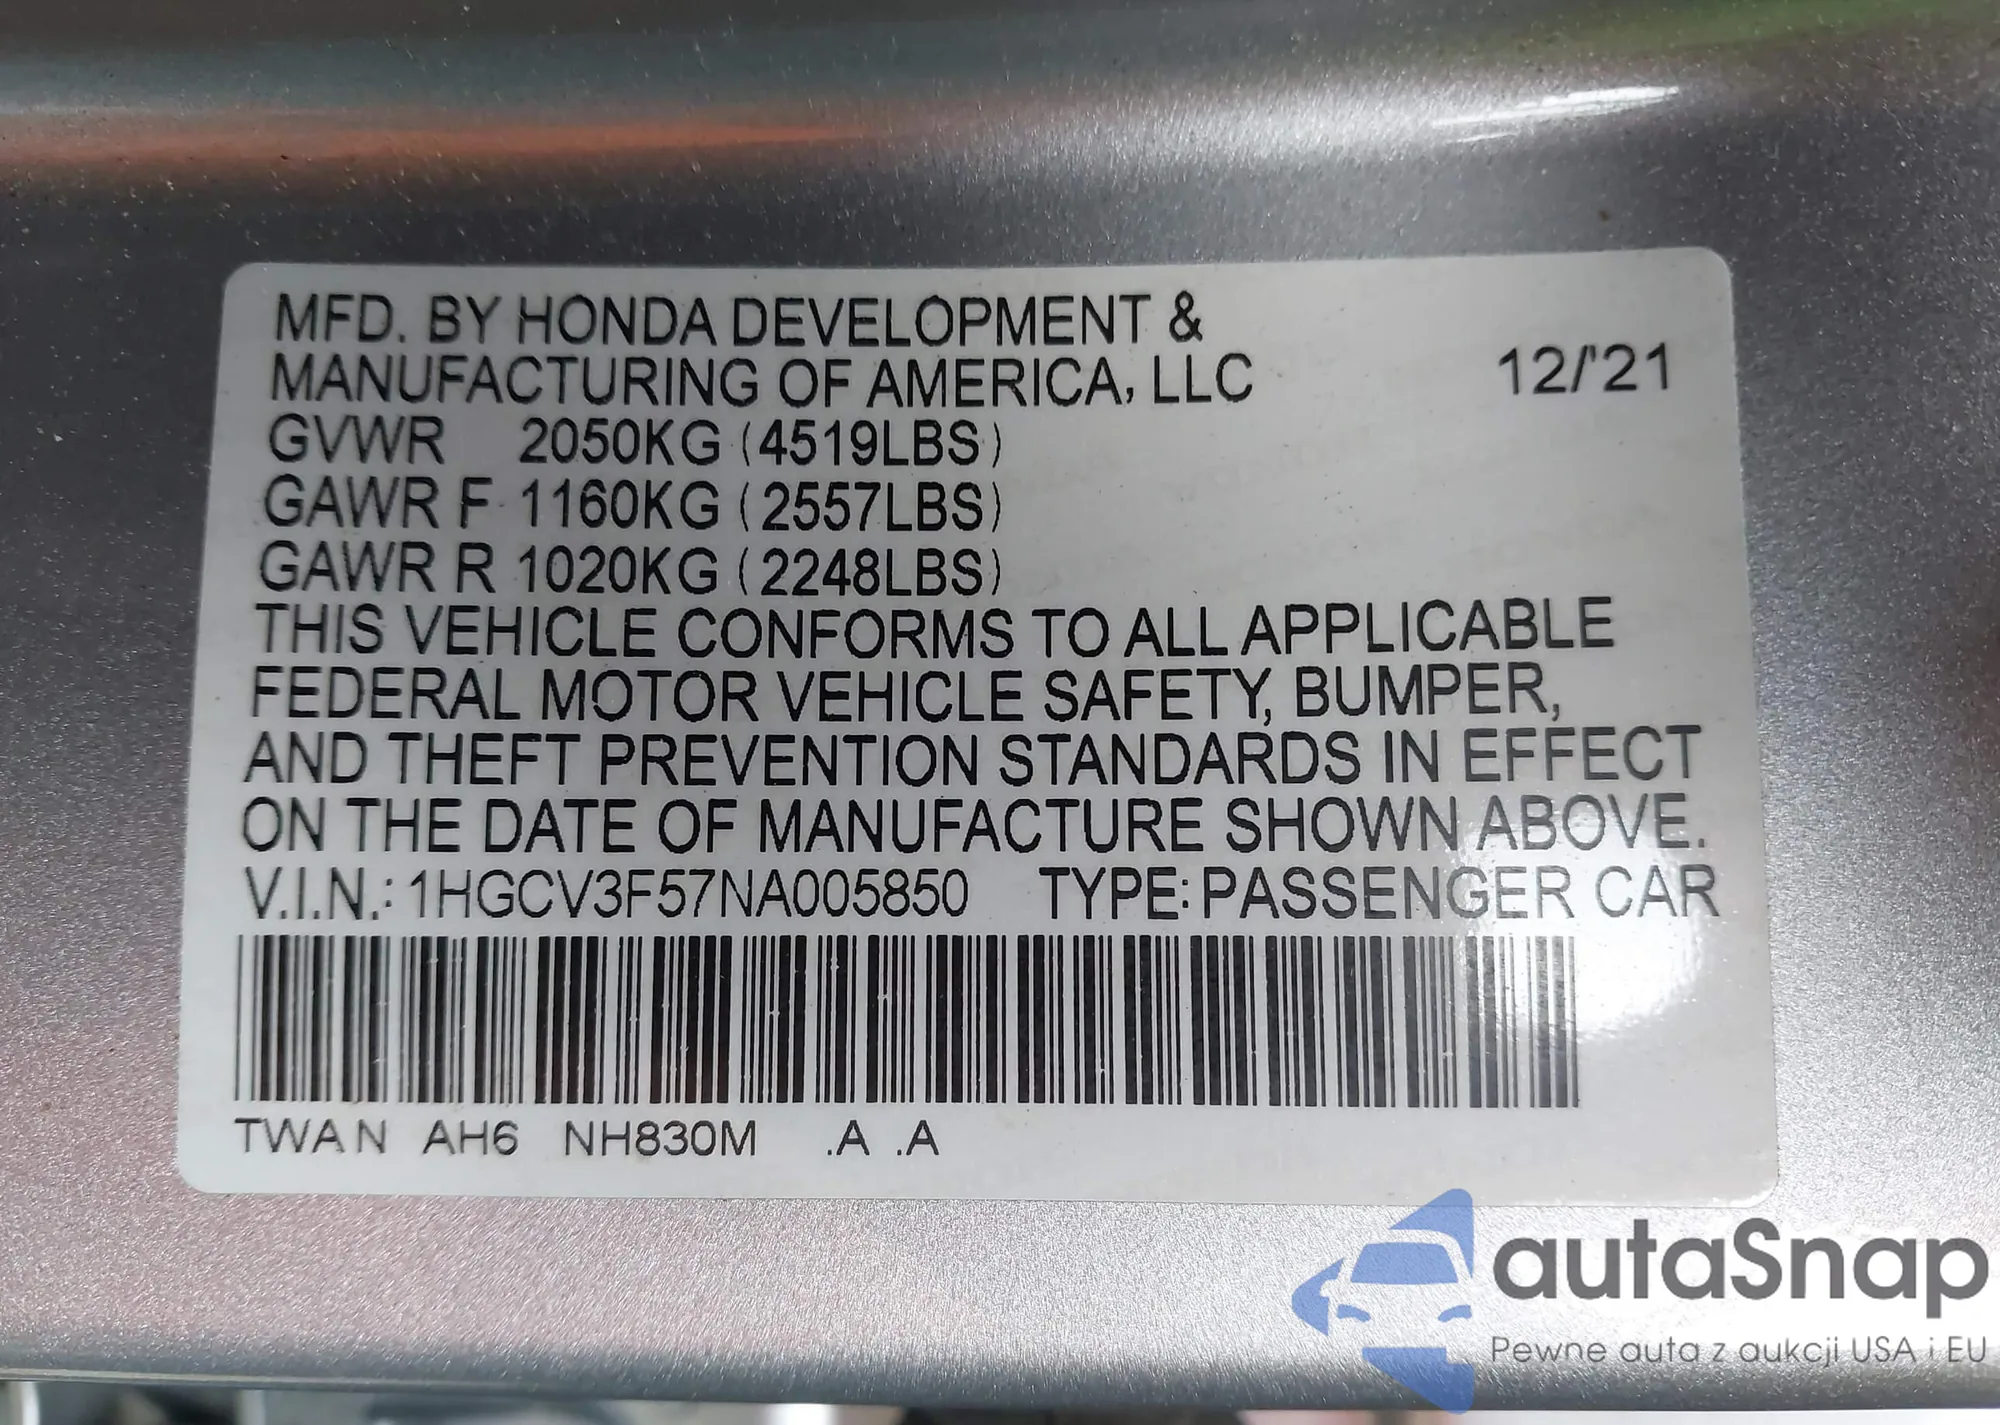 MFD. BY HONDA DEVELOPMENT &
MANUFACTURING OF AMERICA, LLC 12/'21
GVWR 2050KG (4519LBS)
GAWR F 1160KG (2557LBS)
GAWR R 1020KG (2248LBS)
THIS VEHICLE CONFORMS TO ALL APPLICABLE
FEDERAL MOTOR VEHICLE SAFETY, BUMPER,
AND THEFT PREVENTION STANDARDS IN EFFECT
ON THE DATE OF MANUFACTURE SHOWN ABOVE.
V.I.N.: 1HGCV3F57NA005850 TYPE: PASSENGER CAR
TWA N AH6 NH830M .A .A
autaSnap
Pewne auta z aukcji USA i EU